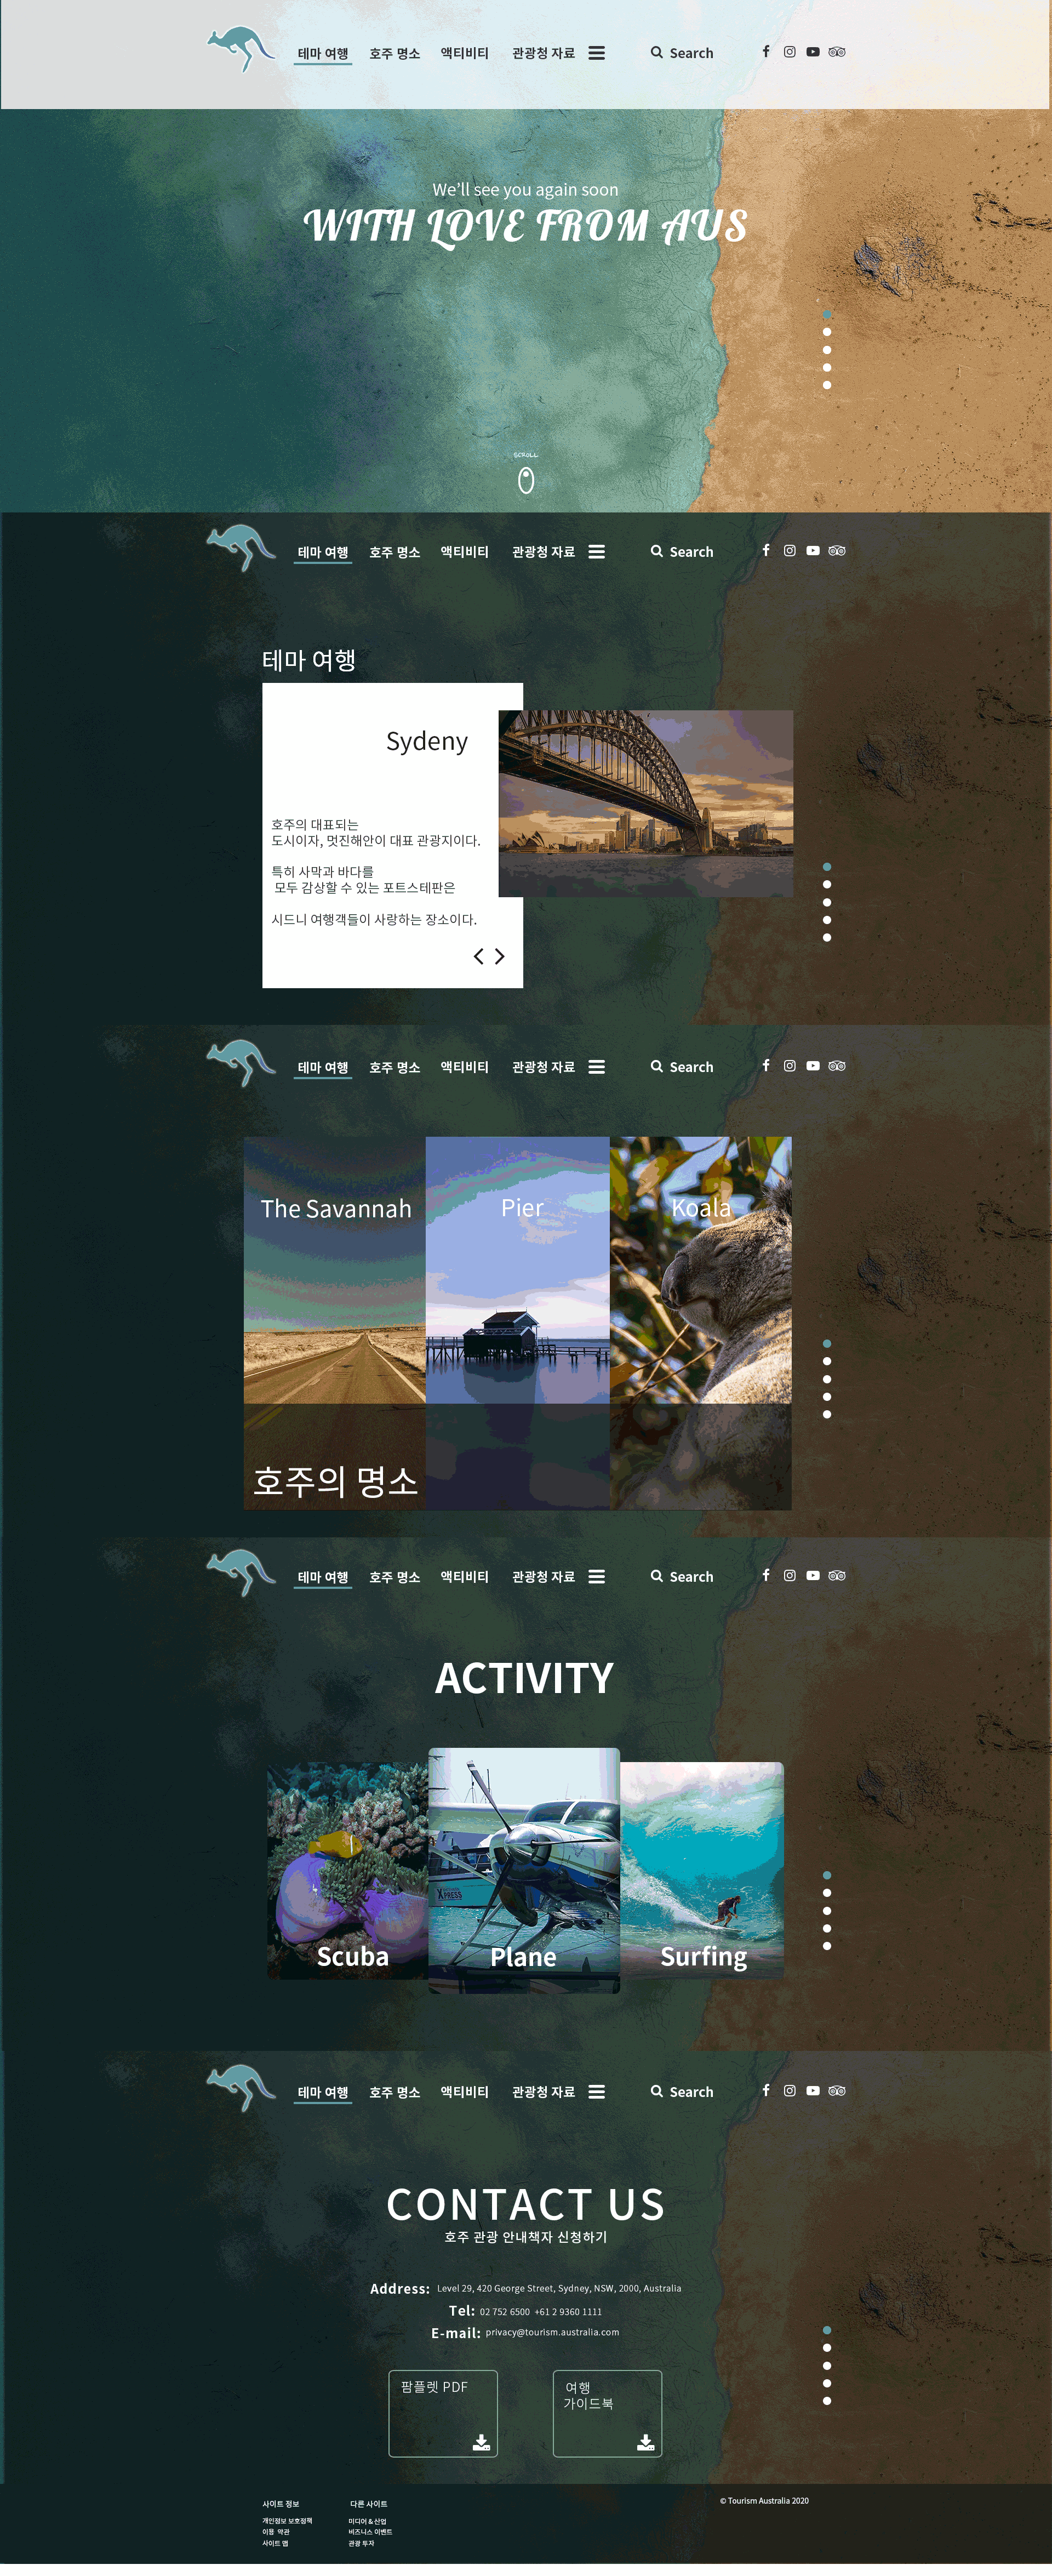 테마 여행 호주 명소 액티비티 관광청 자료 Search
We'll see you again soon
WITH LOVE FROM AUS
SCROLL
테마 여행 호주 명소 액티비티 관광청 자료 Search
테마 여행
Sydeny
호주의 대표되는
도시이자, 멋진해안이 대표 관광지이다.
특히 사막과 바다를
모두 감상할 수 있는 포트스테판은
시드니 여행객들이 사랑하는 장소이다.
테마 여행 호주 명소 액티비티 관광청 자료 Search
The Savannah Pier Koala
호주의 명소
테마 여행 호주 명소 액티비티 관광청 자료 Search
ACTIVITY
XPRESS
Scuba Plane Surfing
테마 여행 호주 명소 액티비티 관광청 자료 Search
CONTACT US
호주 관광 안내책자 신청하기
Address: Level 29, 420 George Street, Sydney, NSW, 2000, Australia
Tel: 02 752 6500 +61 2 9360 1111
E-mail: privacy@tourism.australia.com
팜플렛 PDF
여행
가이드북
사이트 정보 다른 사이트 © Tourism Australia 2020
개인정보 보호정책 미디어 & 산업
이용 약관 비즈니스 이벤트
사이트 맵 관광 투자